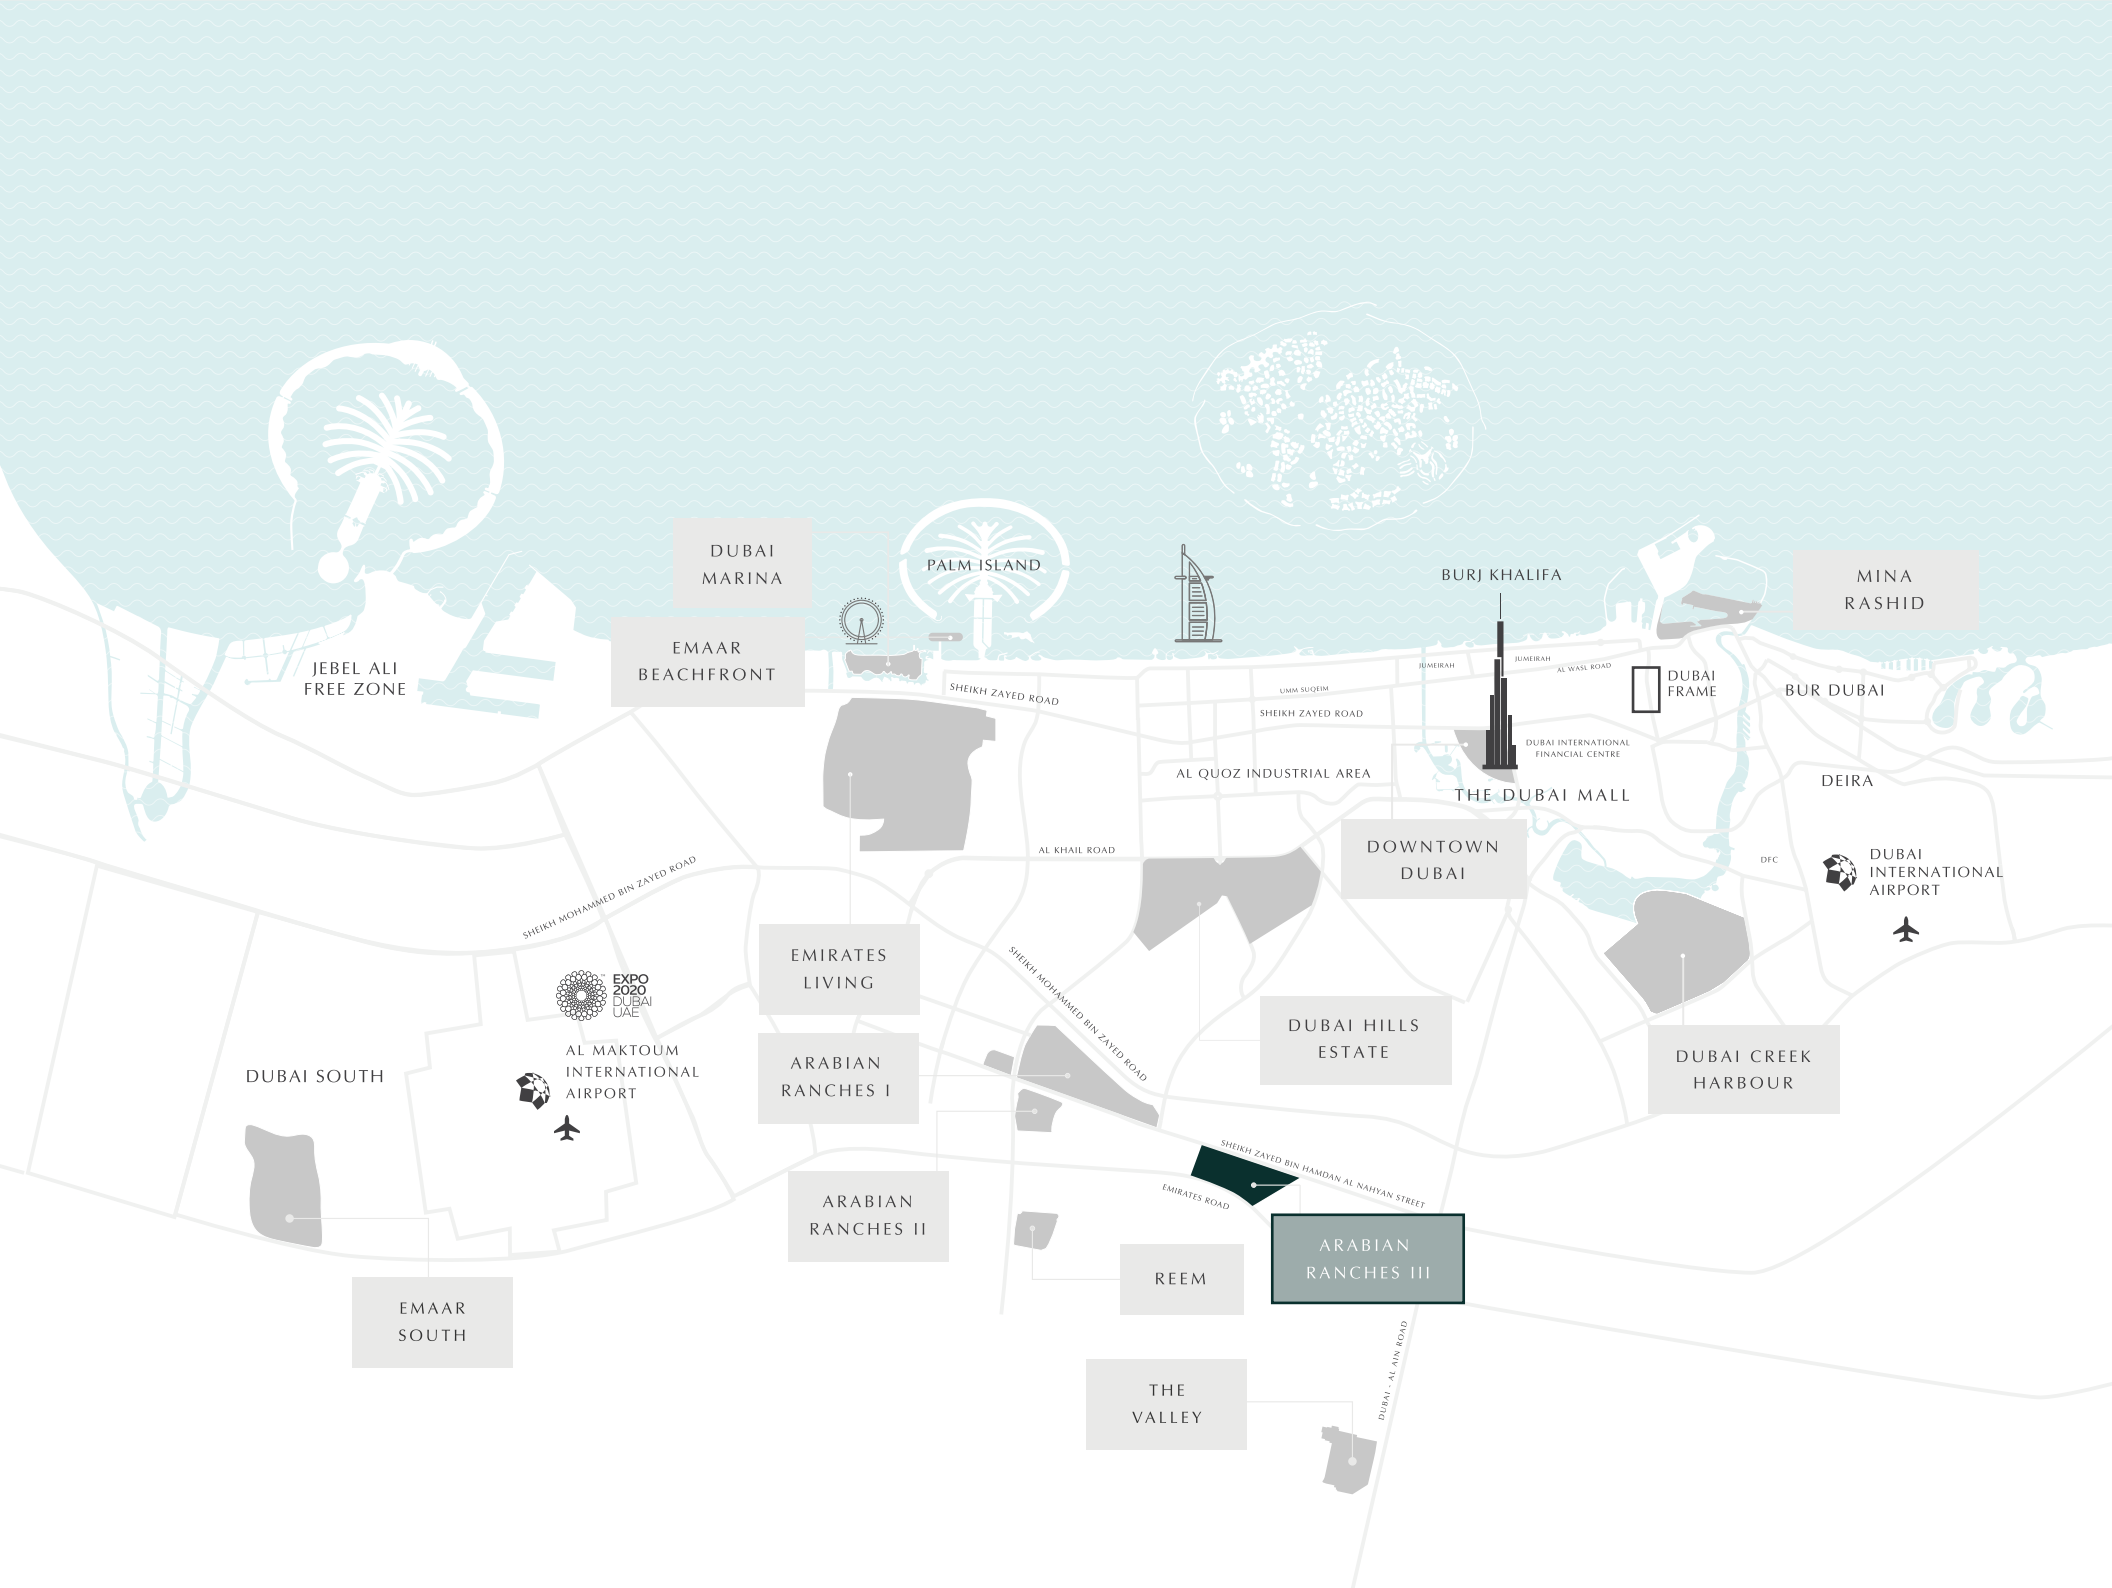 DUBAI
MARINA
PALM ISLAND
BURJ KHALIFA
MINA
RASHID
EMAAR
BEACHFRONT
JEBEL ALI
FREE ZONE
SHEIKH ZAYED ROAD
UMM SUQEIM
SHEIKH ZAYED ROAD
JUMEIRAH
JUMEIRAH
AL WASL ROAD
DUBAI
FRAME
BUR DUBAI
DUBAI INTERNATIONAL
FINANCIAL CENTRE
AL QUOZ INDUSTRIAL AREA
THE DUBAI MALL
DEIRA
DOWNTOWN
DUBAI
AL KHAIL ROAD
DFC
DUBAI
INTERNATIONAL
AIRPORT
SHEIKH MOHAMMED BIN ZAYED ROAD
EMIRATES
LIVING
SHEIKH MOHAMMED BIN ZAYED ROAD
EXPO
2020
DUBAI
UAE
TM
DUBAI HILLS
ESTATE
DUBAI CREEK
HARBOUR
AL MAKTOUM
INTERNATIONAL
AIRPORT
DUBAI SOUTH
ARABIAN
RANCHES I
SHEIKH ZAYED BIN HAMDAN AL NAHYAN STREET
EMIRATES ROAD
ARABIAN
RANCHES II
ARABIAN
RANCHES III
REEM
EMAAR
SOUTH
DUBAI - AL AIN ROAD
THE
VALLEY